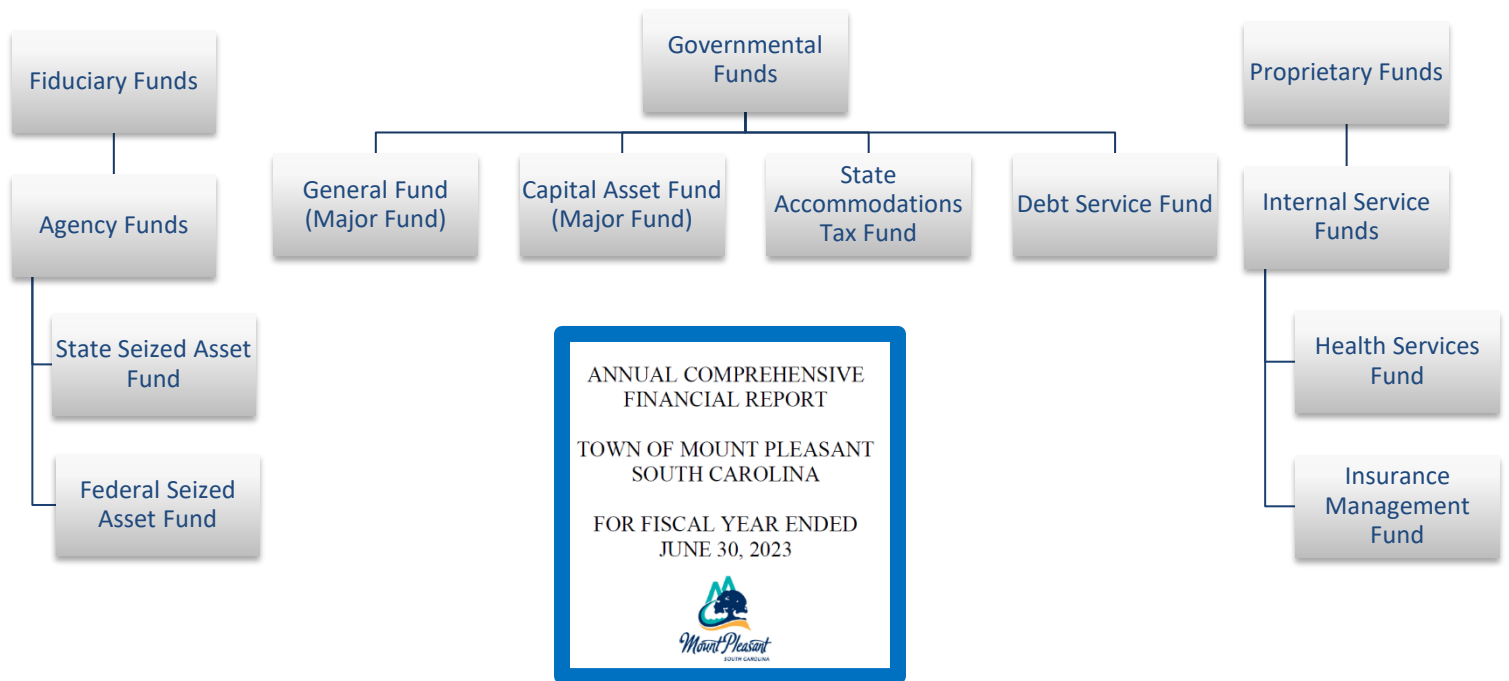 Fiduciary Funds
Agency Funds
State Seized Asset
Fund
Federal Seized
Asset Fund
Governmental
Funds
General Fund
(Major Fund)
Capital Asset Fund
(Major Fund)
State
Accommodations
Tax Fund
Debt Service Fund
Proprietary Funds
Internal Service
Funds
Health Services
Fund
Insurance
Management
Fund
ANNUAL COMPREHENSIVE
FINANCIAL REPORT
TOWN OF MOUNT PLEASANT
SOUTH CAROLINA
FOR FISCAL YEAR ENDED
JUNE 30, 2023
Mount Pleasant
SOUTH CAROLINA